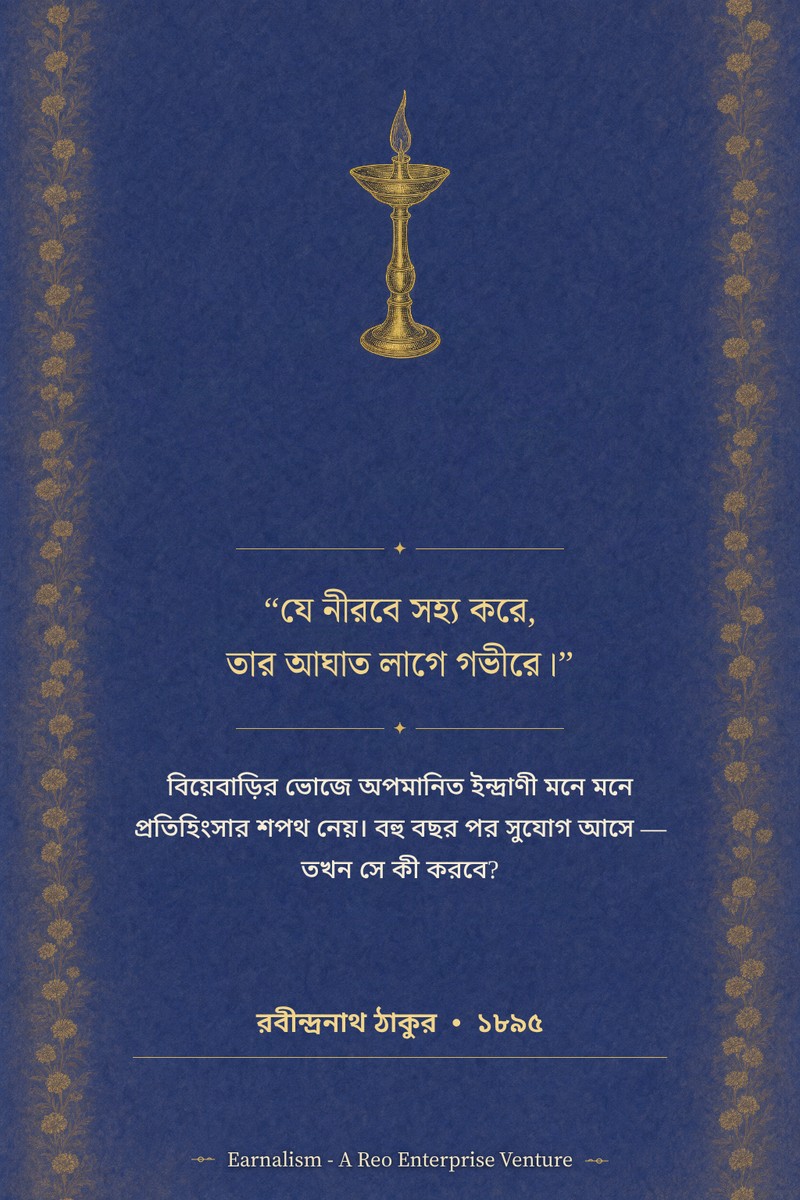 “যে নীরবে সহ্য করে,
তার আঘাত লাগে গভীরে।”
বিয়েবাড়ির ভোজে অপমানিত ইন্দ্রাণী মনে মনে
প্রতিহিংসার শপথ নেয়। বহু বছর পর সুযোগ আসে —
তখন সে কী করবে?
রবীন্দ্রনাথ ঠাকুর • ১৮৯৫
Earnalism - A Reo Enterprise Venture